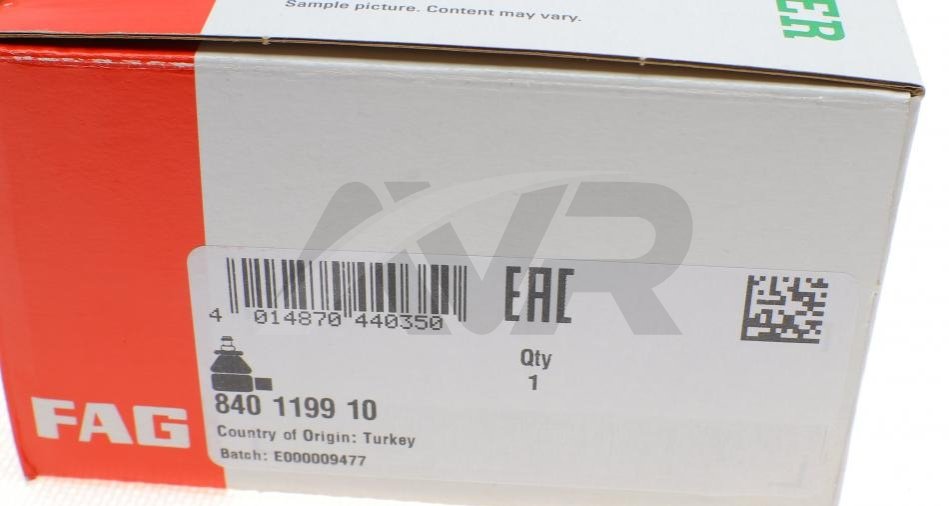 Sample picture. Content may vary.
ER
AVR
4 014870 440350
EAC
Qty
1
840 1199 10
FAG
Country of Origin: Turkey
Batch: E000009477